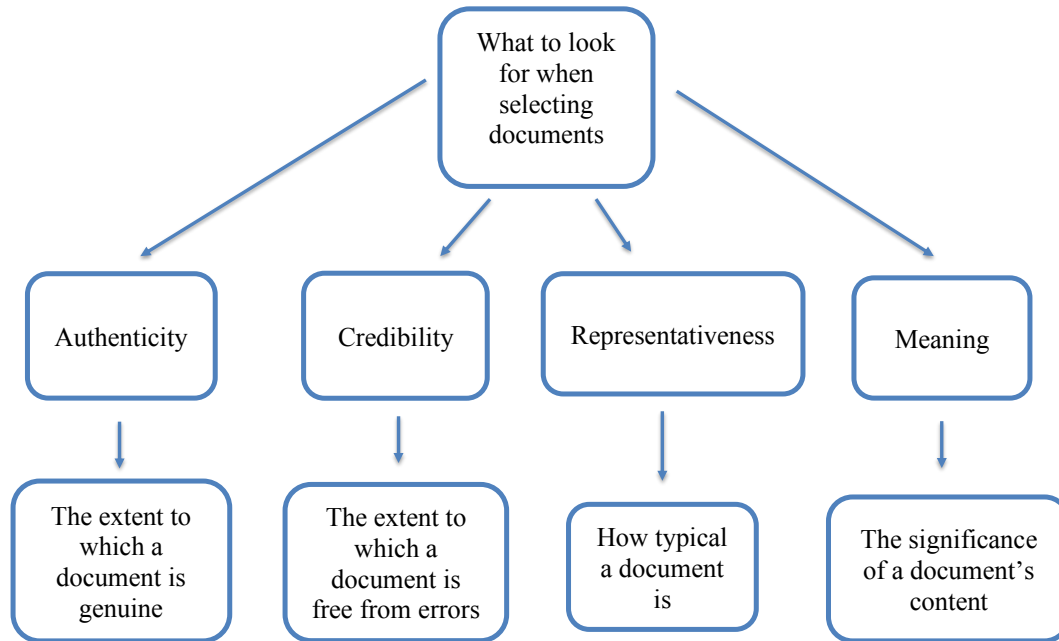 What to look
for when
selecting
documents
Authenticity
Credibility
Representativeness
Meaning
The extent to
which a
document is
genuine
The extent to
which a
document is
free from errors
How typical
a document
is
The significance
of a document’s
content